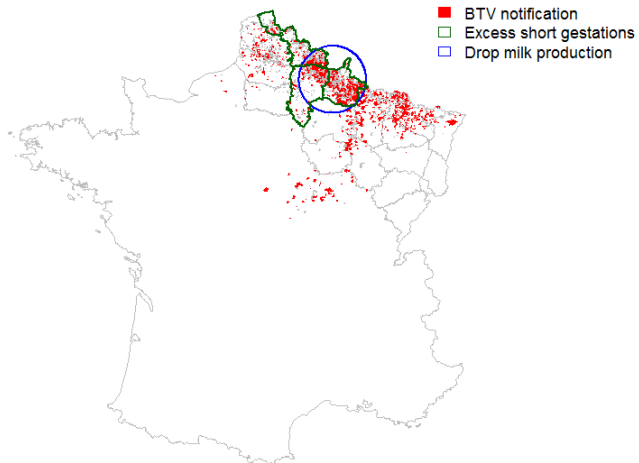 BTV notification
Excess short gestations
Drop milk production